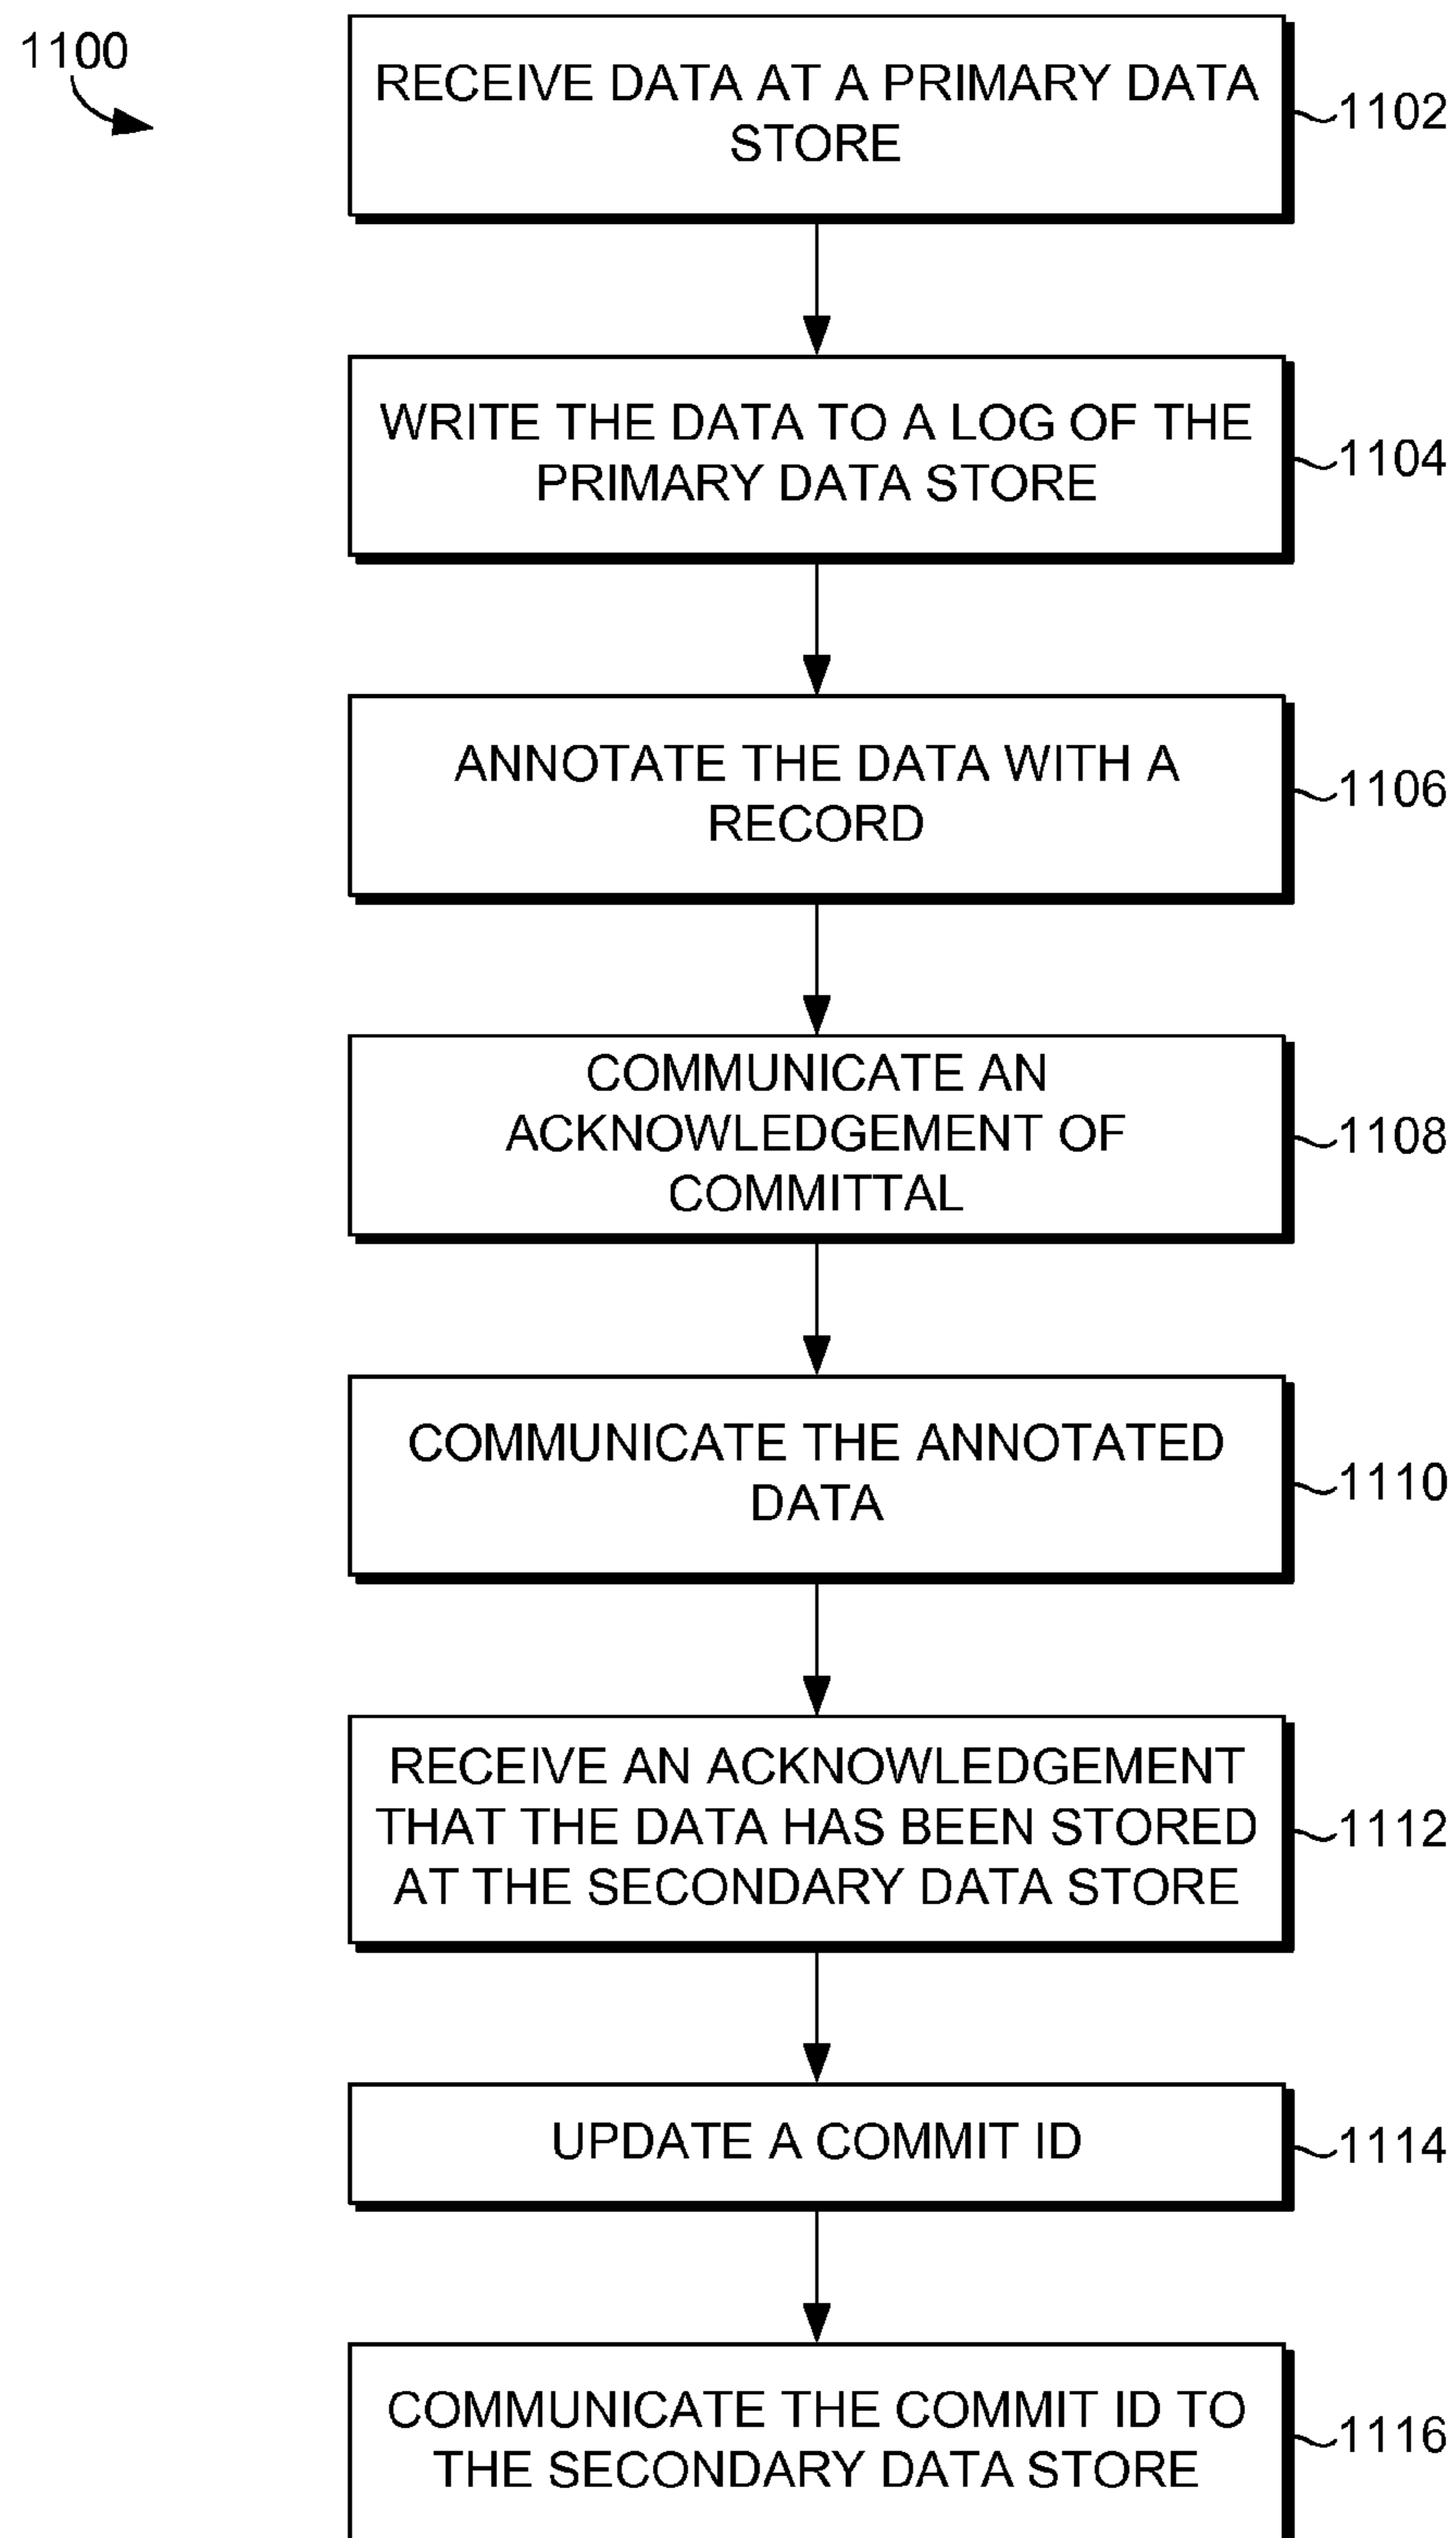 1100
RECEIVE DATA AT A PRIMARY DATA
STORE
1102
WRITE THE DATA TO A LOG OF THE
PRIMARY DATA STORE
1104
ANNOTATE THE DATA WITH A
RECORD
1106
COMMUNICATE AN
ACKNOWLEDGEMENT OF
COMMITTAL
1108
COMMUNICATE THE ANNOTATED
DATA
1110
RECEIVE AN ACKNOWLEDGEMENT
THAT THE DATA HAS BEEN STORED
AT THE SECONDARY DATA STORE
1112
UPDATE A COMMIT ID
1114
COMMUNICATE THE COMMIT ID TO
THE SECONDARY DATA STORE
1116